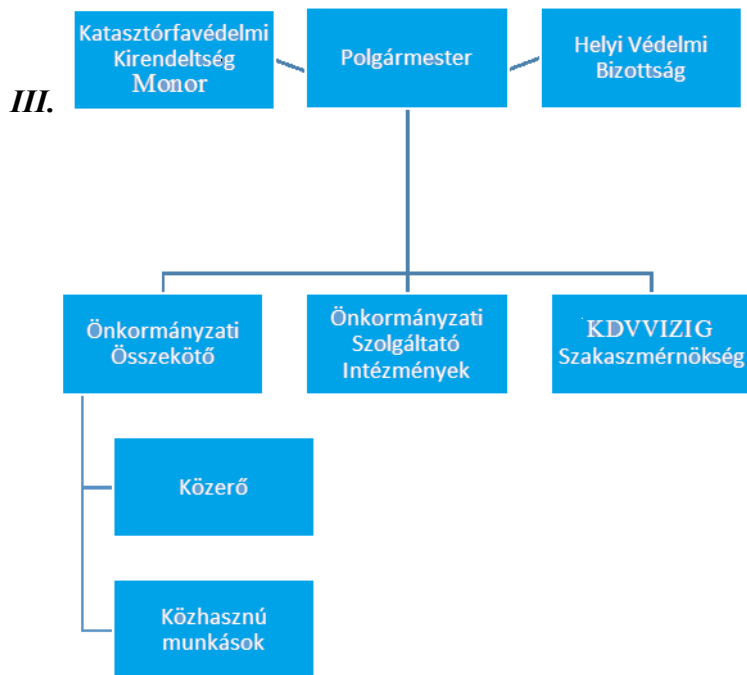 Katasztórfavédelmi
Kirendeltség
Monor
Polgármester
Helyi Védelmi
Bizottság
III.
Önkormányzati
Összekötő
Önkormányzati
Szolgáltató
Intézmények
KDVVIZIG
Szakaszmérnökség
Közerő
Közhasznú
munkások